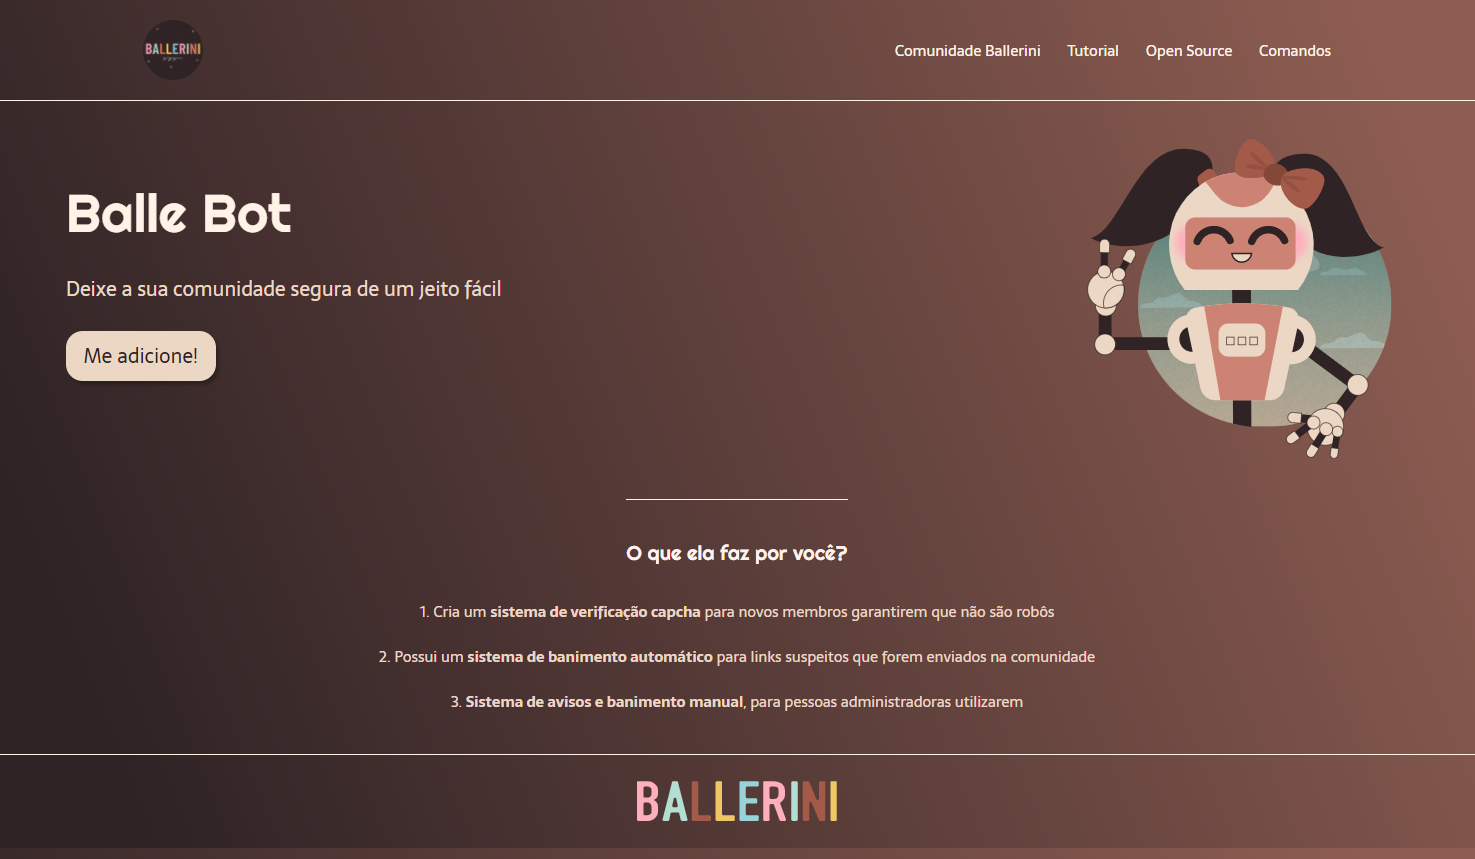 BALLERINI
Comunidade Ballerini
Tutorial
Open Source
Comandos
Balle Bot
Deixe a sua comunidade segura de um jeito fácil
Me adicione!
O que ela faz por você?
1. Cria um sistema de verificação capcha para novos membros garantirem que não são robôs
2. Possui um sistema de banimento automático para links suspeitos que forem enviados na comunidade
3. Sistema de avisos e banimento manual, para pessoas administradoras utilizarem
BALLERINI